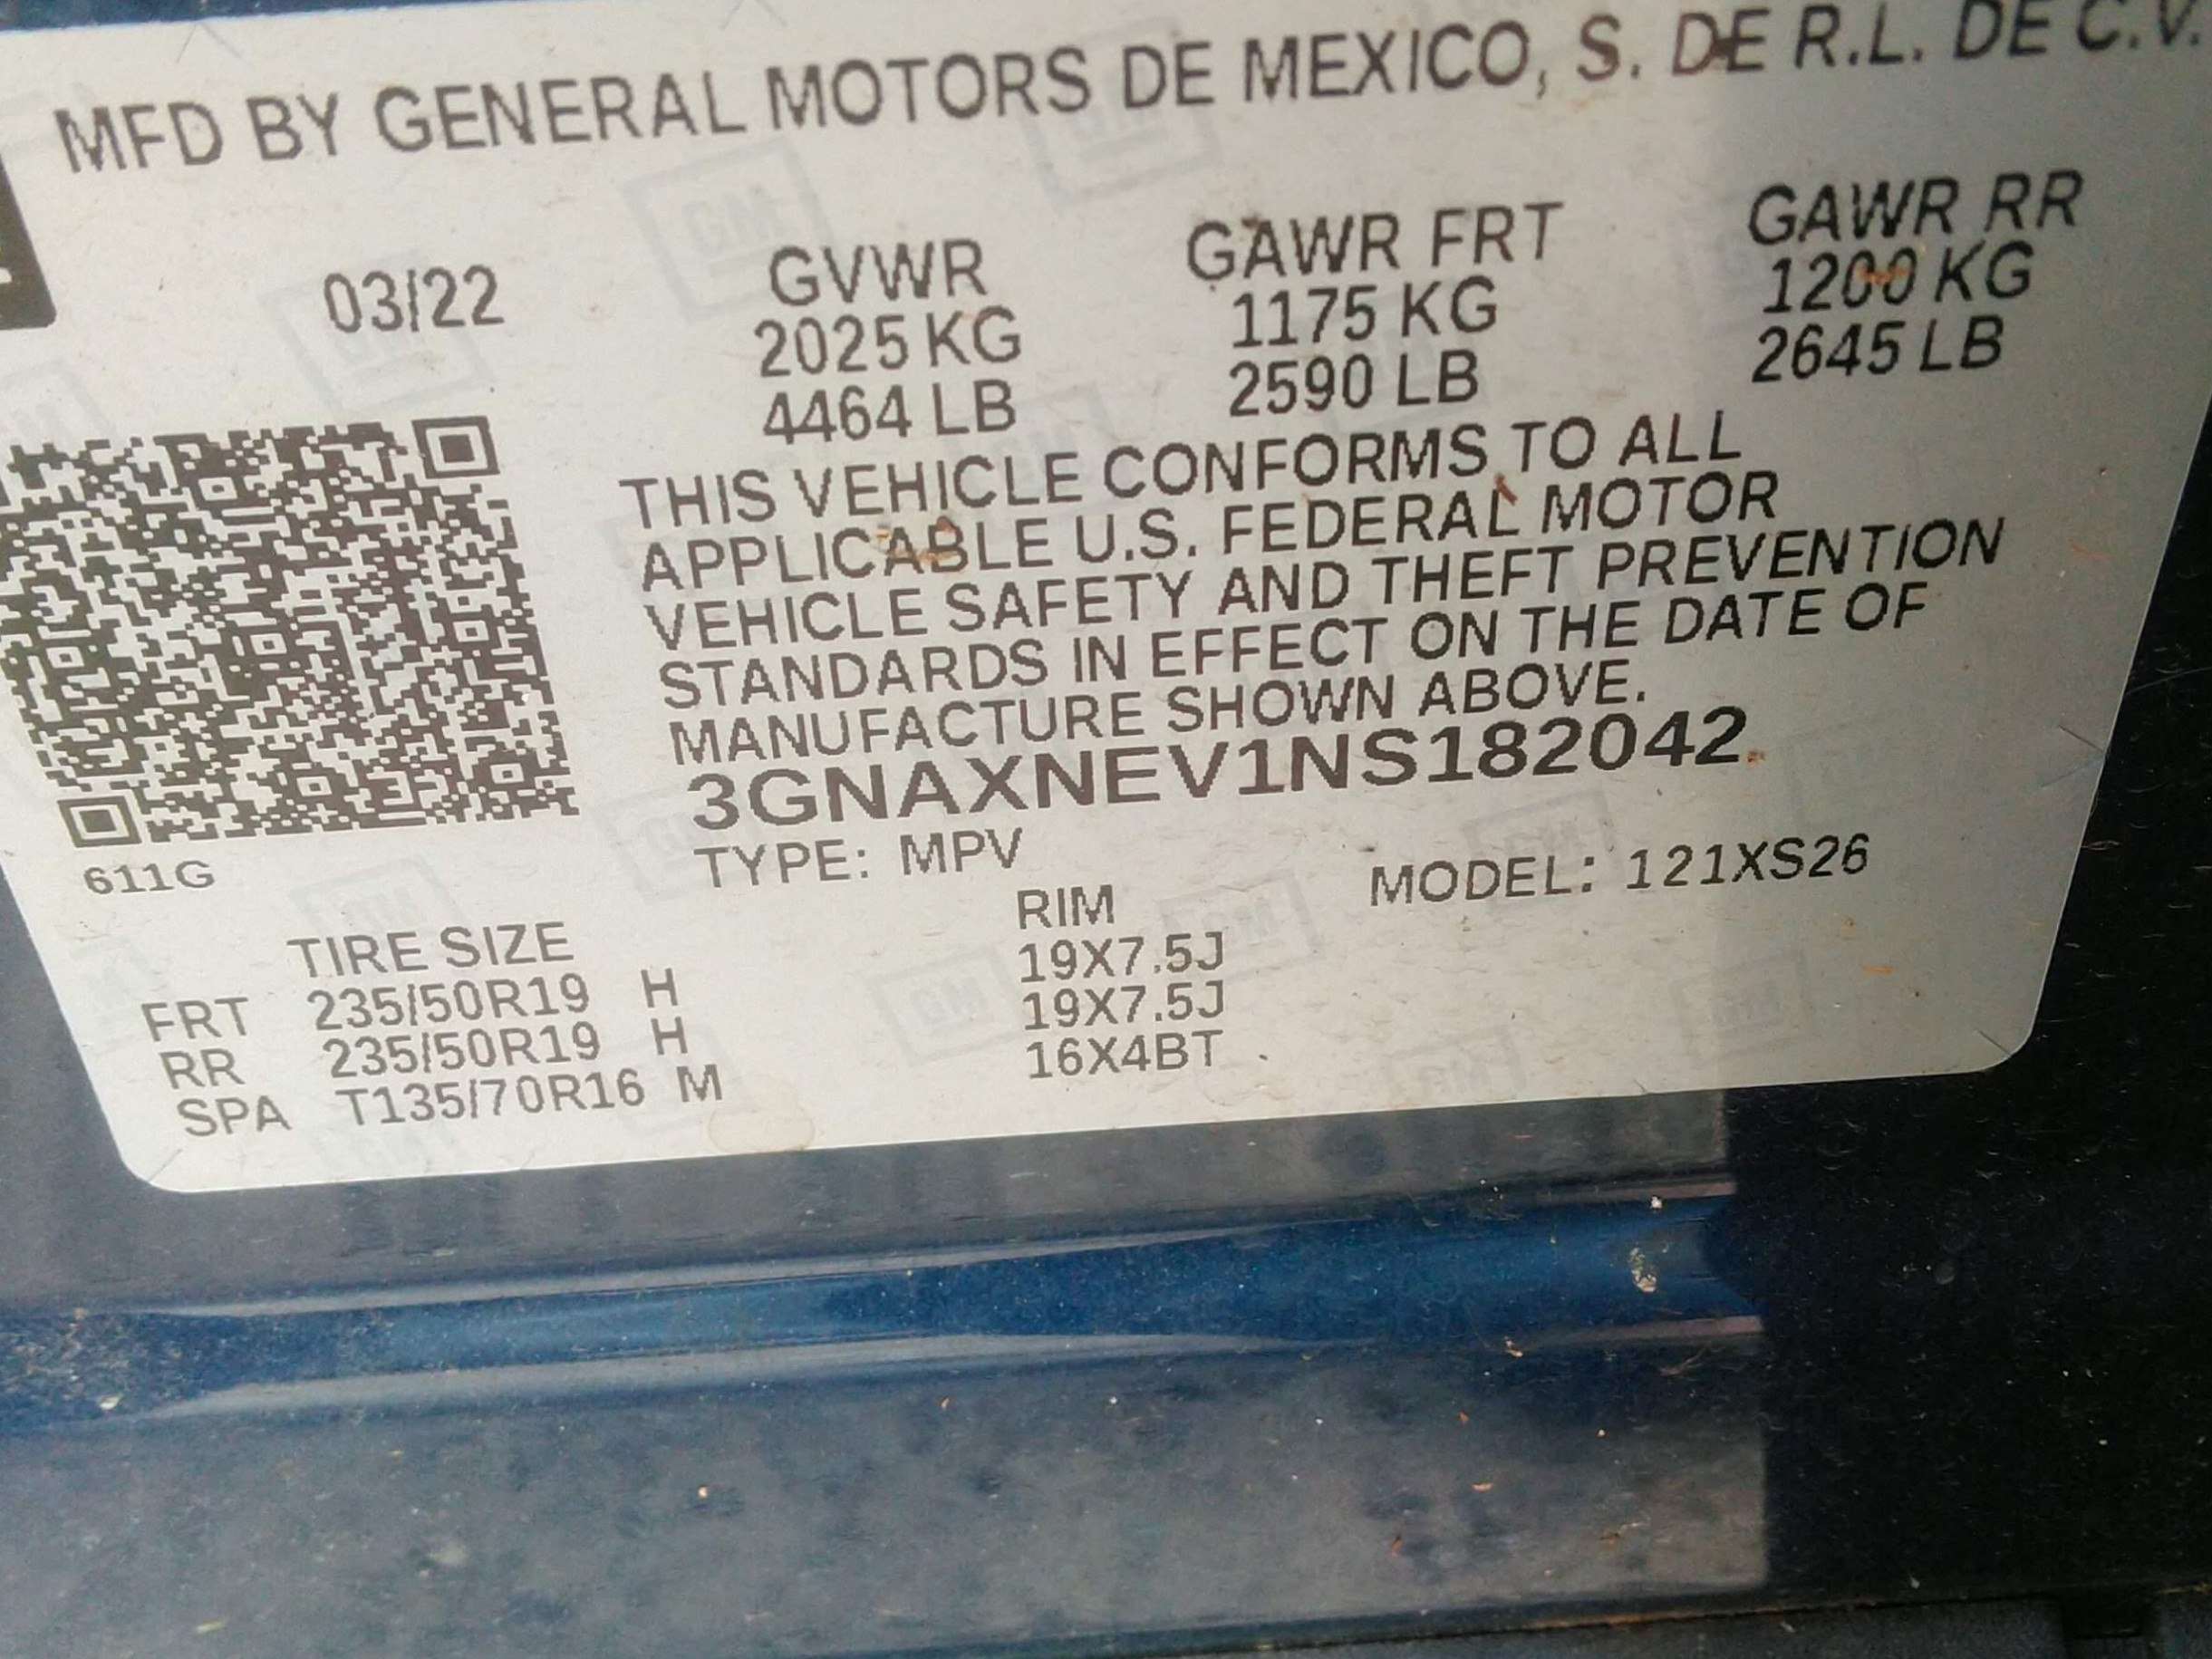 MFD BY GENERAL MOTORS DE MEXICO, S. DE R.L. DE C.V.
03/22 GVWR GAWR FRT GAWR RR
2025 KG 1175 KG 1200 KG
4464 LB 2590 LB 2645 LB
THIS VEHICLE CONFORMS TO ALL
APPLICABLE U.S. FEDERAL MOTOR
VEHICLE SAFETY AND THEFT PREVENTION
STANDARDS IN EFFECT ON THE DATE OF
MANUFACTURE SHOWN ABOVE.
3GNAXNEV1NS182042
611G
TYPE: MPV MODEL: 121XS26
TIRE SIZE RIM
FRT 235/50R19 H 19X7.5J
RR 235/50R19 H 19X7.5J
SPA T135/70R16 M 16X4BT
GM